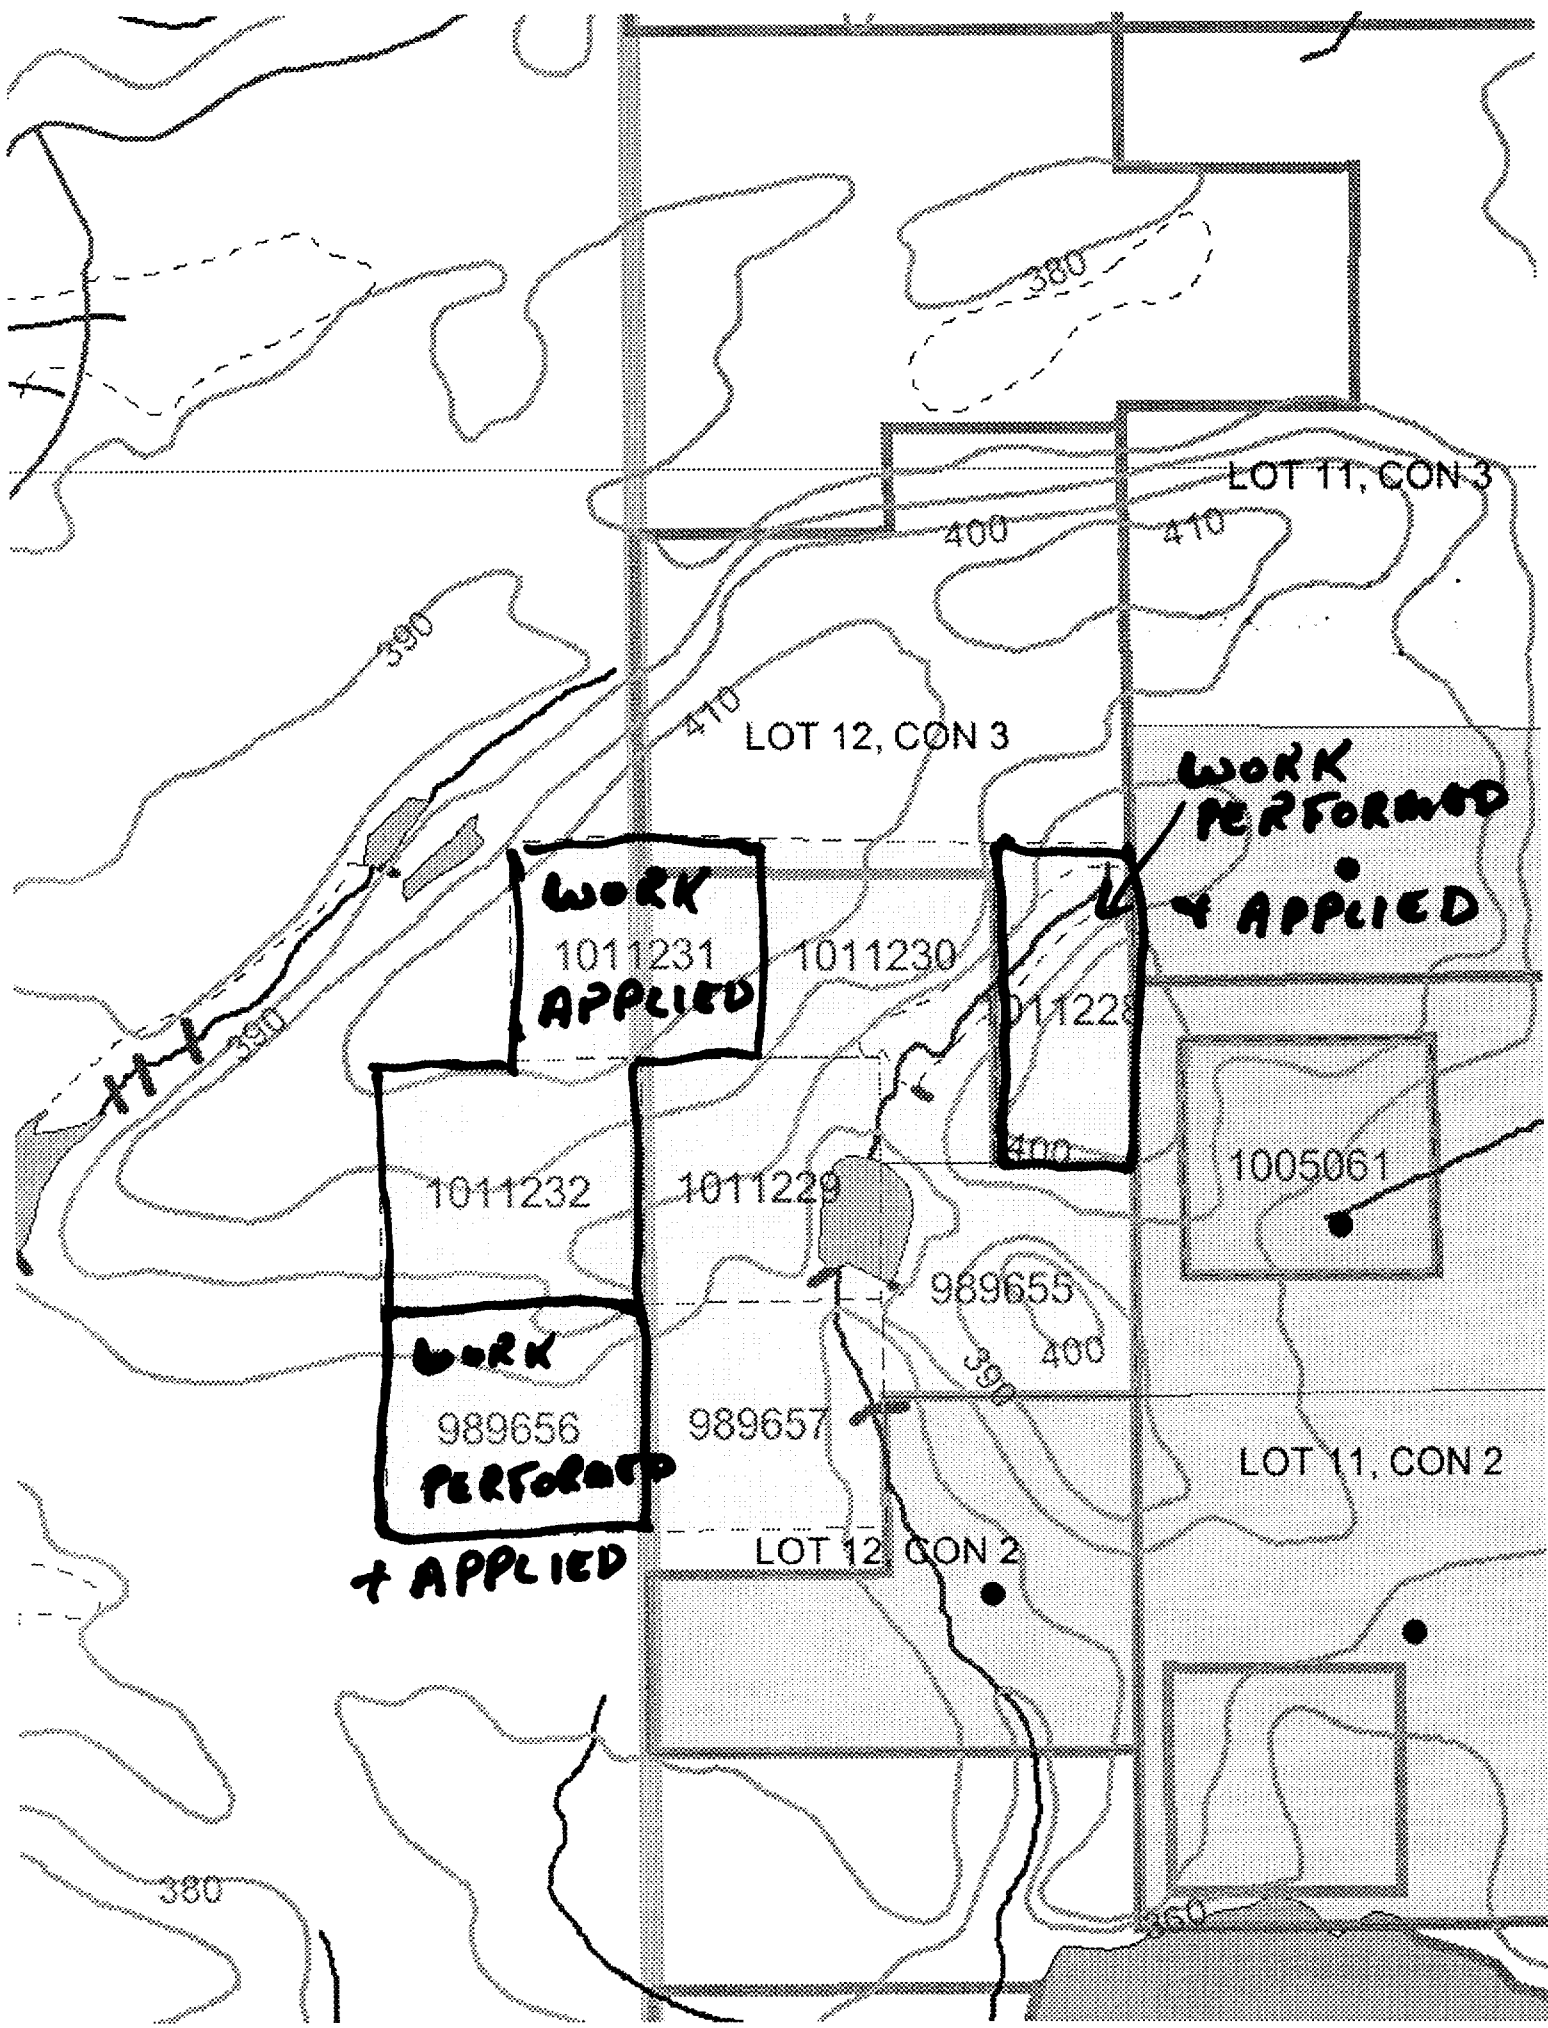 380
LOT 11, CON 3
400
410
390
410
LOT 12, CON 3
WORK
PERFORMED
+ APPLIED
WORK
1011231
APPLIED
1011230
011228
390
400
1005061
1011232
1011229
989655
400
390
WORK
989656
PERFORMED
+ APPLIED
989657
LOT 11, CON 2
LOT 12, CON 2
380
360